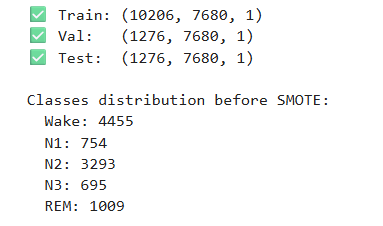 ✅ Train: (10206, 7680, 1)
✅ Val: (1276, 7680, 1)
✅ Test: (1276, 7680, 1)
Classes distribution before SMOTE:
Wake: 4455
N1: 754
N2: 3293
N3: 695
REM: 1009